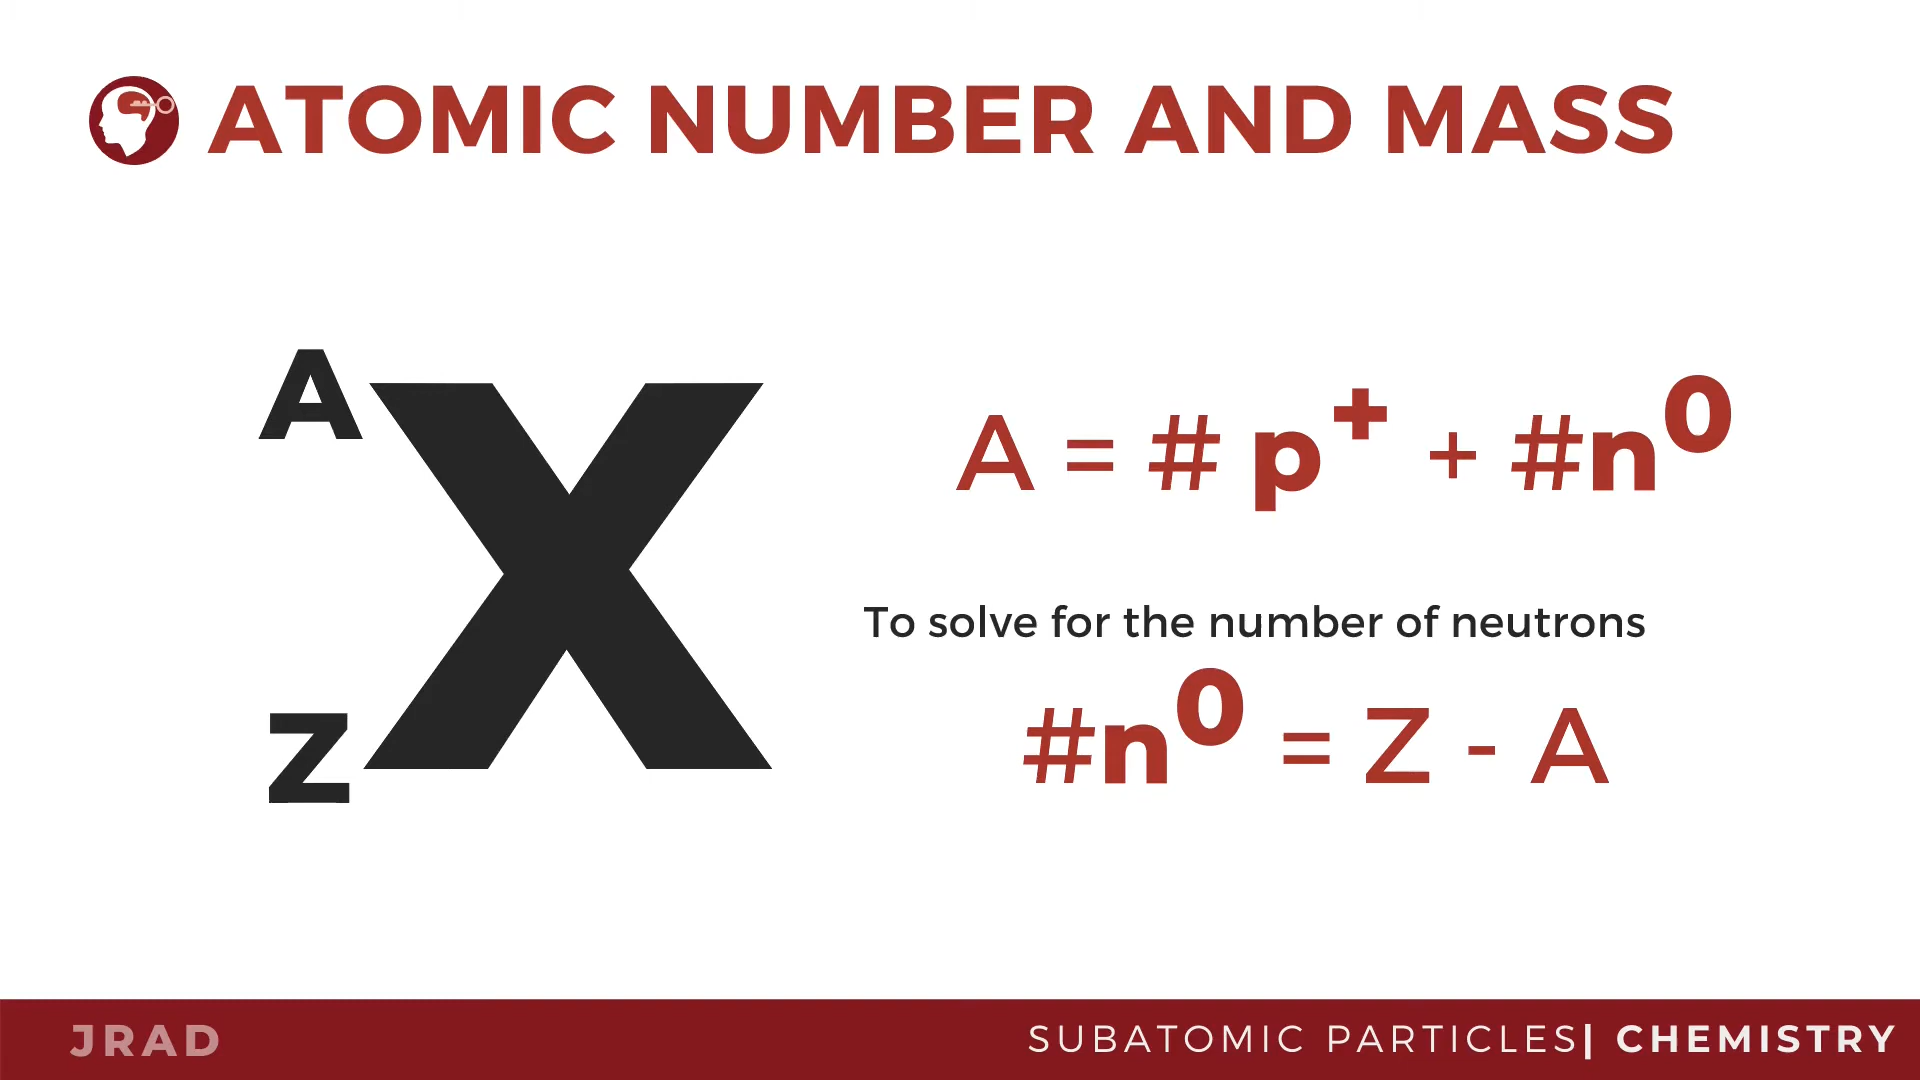 ATOMIC NUMBER AND MASS
A
X
Z
A = # p⁺ + #n⁰
To solve for the number of neutrons
#n⁰ = Z - A
JRAD
SUBATOMIC PARTICLES| CHEMISTRY